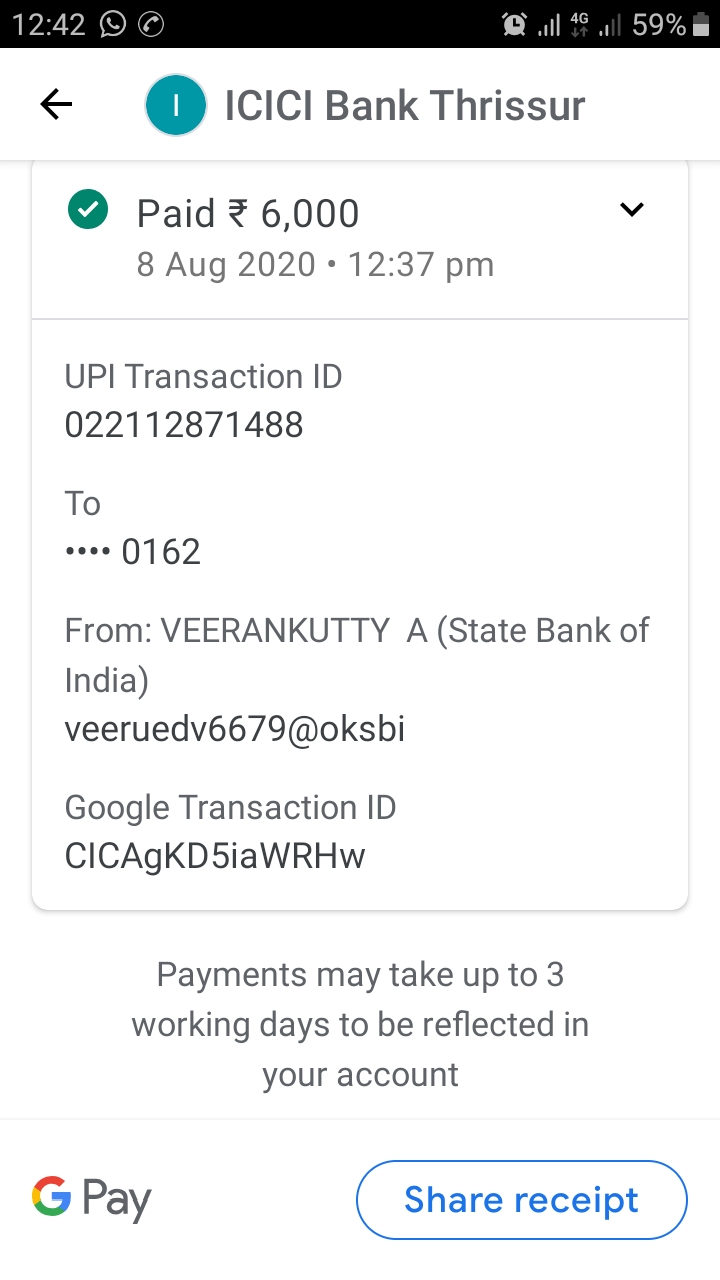 12:42 4G 59%
I ICICI Bank Thrissur
Paid ₹ 6,000
8 Aug 2020 • 12:37 pm
UPI Transaction ID
022112871488
To
•••• 0162
From: VEERANKUTTY  A (State Bank of
India)
veeruedv6679@oksbi
Google Transaction ID
CICAgKD5iaWRHw
Payments may take up to 3
working days to be reflected in
your account
G Pay Share receipt